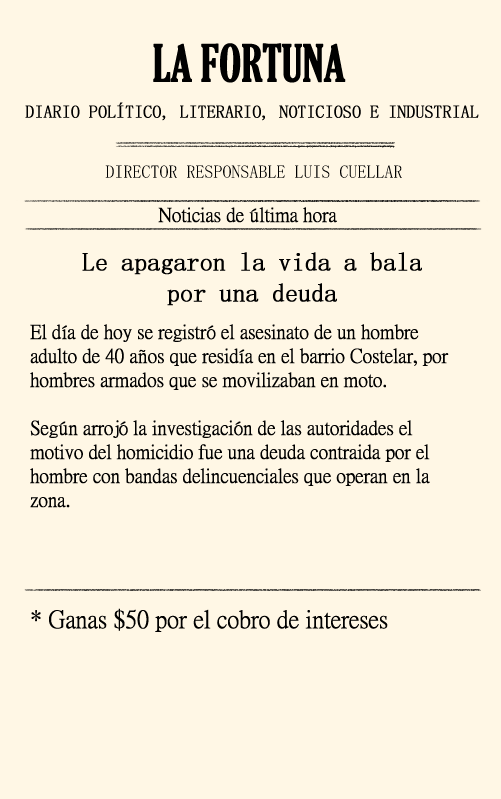 LA FORTUNA
DIARIO POLÍTICO, LITERARIO, NOTICIOSO E INDUSTRIAL
DIRECTOR RESPONSABLE LUIS CUELLAR
Noticias de última hora
Le apagaron la vida a bala
por una deuda
El día de hoy se registró el asesinato de un hombre
adulto de 40 años que residía en el barrio Costelar, por
hombres armados que se movilizaban en moto.
Según arrojó la investigación de las autoridades el
motivo del homicidio fue una deuda contraida por el
hombre con bandas delincuenciales que operan en la
zona.
* Ganas $50 por el cobro de intereses